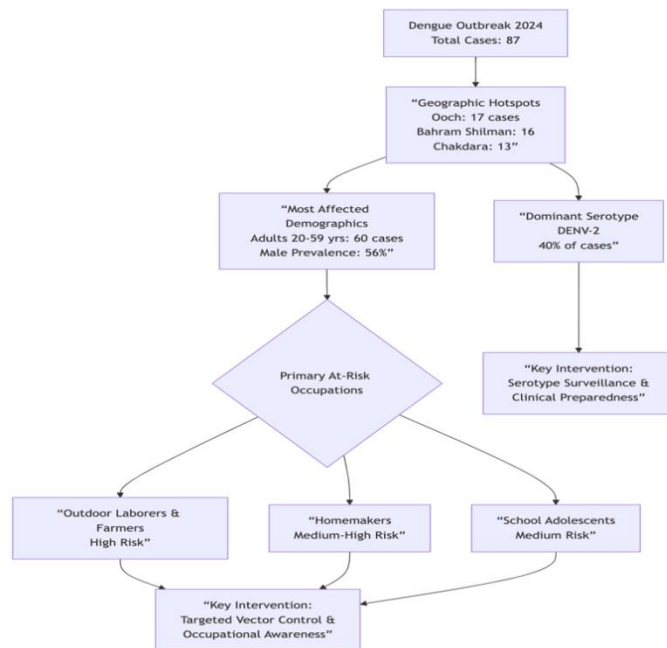 Dengue Outbreak 2024
Total Cases: 87
“Geographic Hotspots
Ooch: 17 cases
Bahram Shilman: 16
Chakdara: 13”
“Most Affected
Demographics
Adults 20-59 yrs: 60 cases
Male Prevalence: 56%”
“Dominant Serotype
DENV-2
40% of cases”
Primary At-Risk
Occupations
“Key Intervention:
Serotype Surveillance &
Clinical Preparedness”
“Outdoor Laborers &
Farmers
High Risk”
“Homemakers
Medium-High Risk”
“School Adolescents
Medium Risk”
“Key Intervention:
Targeted Vector Control &
Occupational Awareness”